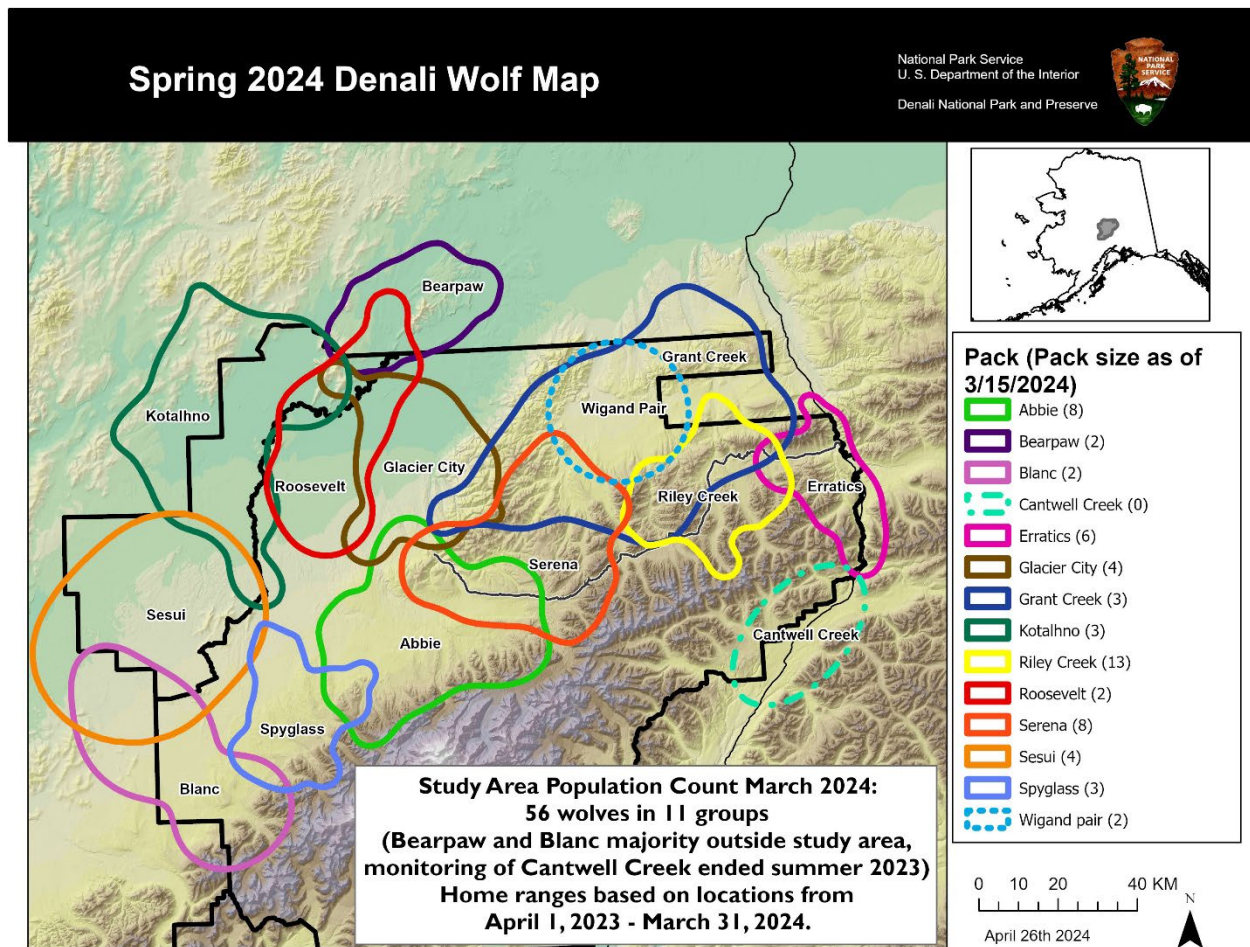 Spring 2024 Denali Wolf Map
National Park Service
U. S. Department of the Interior
Denali National Park and Preserve
NATIONAL
PARK
SERVICE
Bearpaw
Grant Creek
Kotalhno
Wigand Pair
Glacier City
Roosevelt
Riley Creek
Erratics
Serena
Sesui
Abbie
Cantwell Creek
Spyglass
Blanc
Study Area Population Count March 2024:
56 wolves in 11 groups
(Bearpaw and Blanc majority outside study area,
monitoring of Cantwell Creek ended summer 2023)
Home ranges based on locations from
April 1, 2023 - March 31, 2024.
Pack (Pack size as of
3/15/2024)
Abbie (8)
Bearpaw (2)
Blanc (2)
Cantwell Creek (0)
Erratics (6)
Glacier City (4)
Grant Creek (3)
Kotalhno (3)
Riley Creek (13)
Roosevelt (2)
Serena (8)
Sesui (4)
Spyglass (3)
Wigand pair (2)
0 10 20 40 KM
N
April 26th 2024